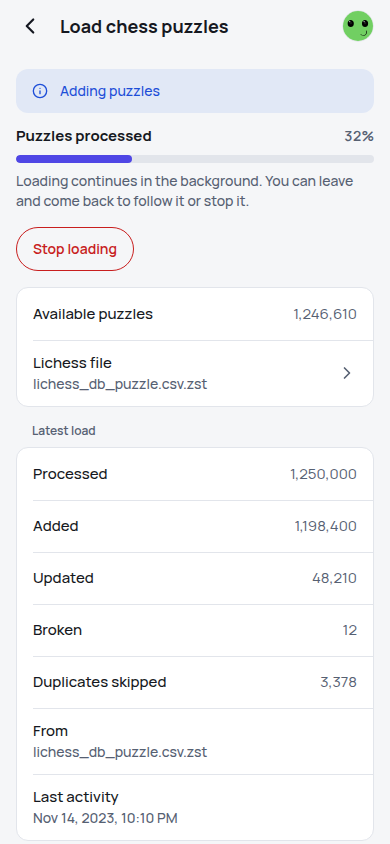 Load chess puzzles
Adding puzzles
Puzzles processed
32%
Loading continues in the background. You can leave
and come back to follow it or stop it.
Stop loading
Available puzzles
1,246,610
Lichess file
lichess_db_puzzle.csv.zst
Latest load
Processed
1,250,000
Added
1,198,400
Updated
48,210
Broken
12
Duplicates skipped
3,378
From
lichess_db_puzzle.csv.zst
Last activity
Nov 14, 2023, 10:10 PM